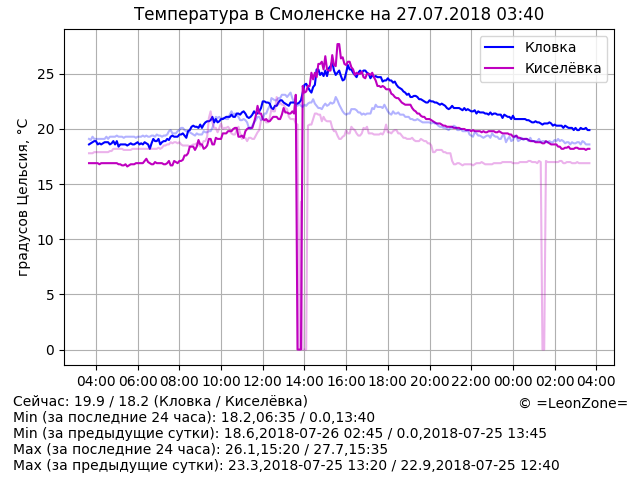 Температура в Смоленске на 27.07.2018 03:40
Кловка
Киселёвка
градусов Цельсия, °C
25
20
15
10
5
0
04:00 06:00 08:00 10:00 12:00 14:00 16:00 18:00 20:00 22:00 00:00 02:00 04:00
Сейчас: 19.9 / 18.2 (Кловка / Киселёвка)
© =LeonZone=
Min (за последние 24 часа): 18.2,06:35 / 0.0,13:40
Min (за предыдущие сутки): 18.6,2018-07-26 02:45 / 0.0,2018-07-25 13:45
Max (за последние 24 часа): 26.1,15:20 / 27.7,15:35
Max (за предыдущие сутки): 23.3,2018-07-25 13:20 / 22.9,2018-07-25 12:40